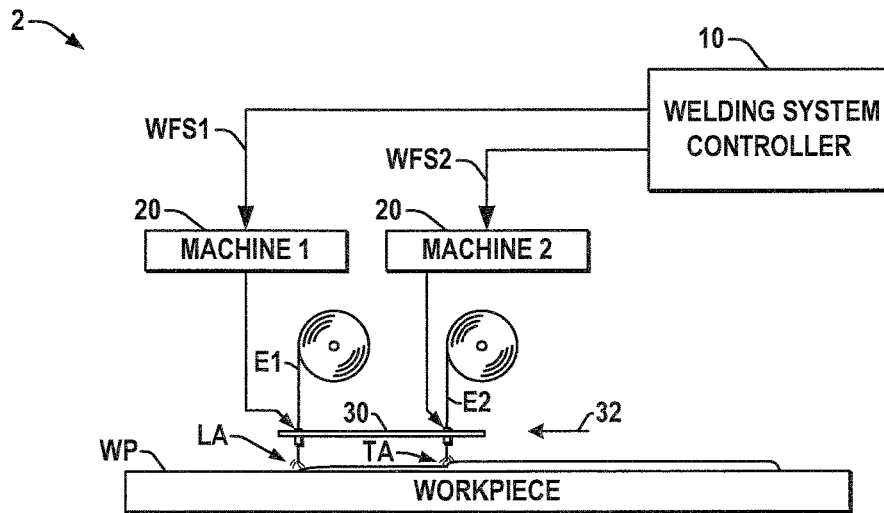 2
10
WELDING SYSTEM
CONTROLLER
WFS1
WFS2
20
20
MACHINE 1
MACHINE 2
E1
E2
30
32
LA
TA
WP
WORKPIECE